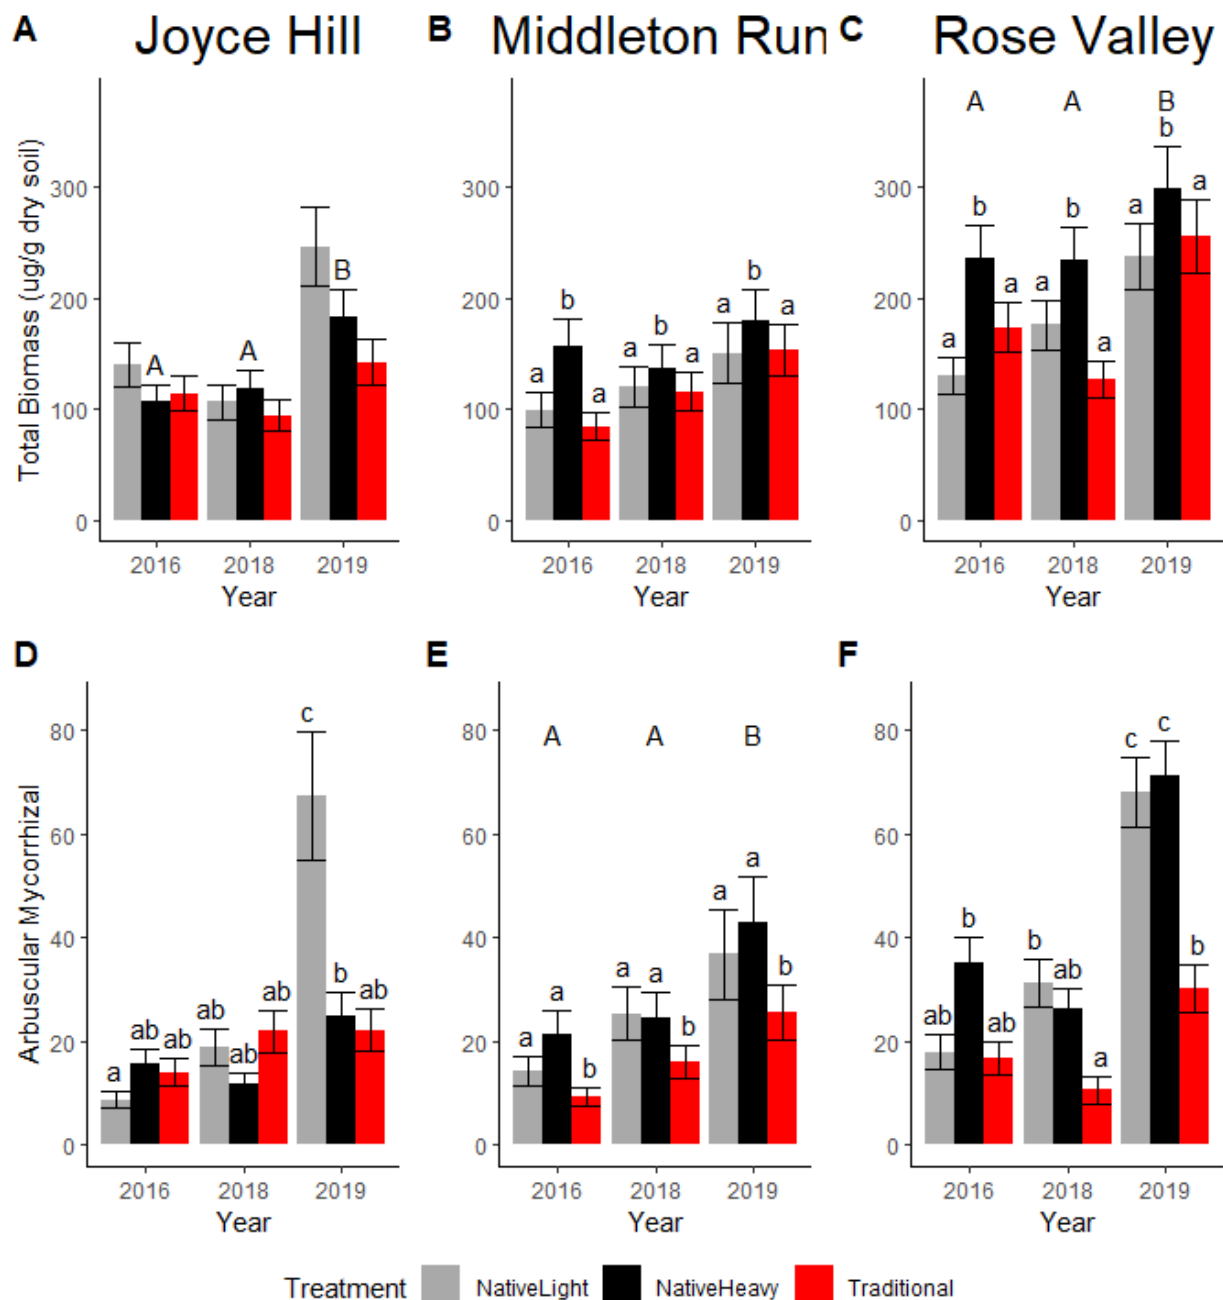 A Joyce Hill B Middleton Run C Rose Valley
Total Biomass (ug/g dry soil)
300
200
100
0
A A B
2016 2018 2019
Year
300
200
100
0
a b a a b a a b a
2016 2018 2019
Year
300
200
100
0
A A B
a b a a b a a b a
2016 2018 2019
Year
D E F
Arbuscular Mycorrhizal
80
60
40
20
0
a ab ab ab ab ab c b ab
2016 2018 2019
Year
80
60
40
20
0
A A B
a a b a a b a a b
2016 2018 2019
Year
80
60
40
20
0
ab b ab b ab a c c b
2016 2018 2019
Year
Treatment NativeLight NativeHeavy Traditional